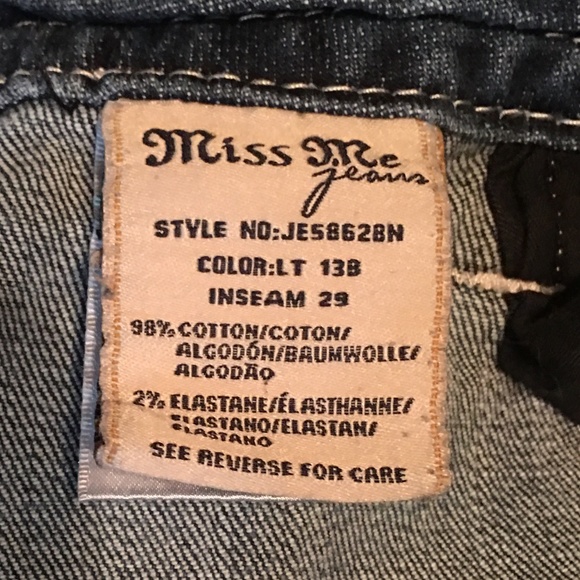 Miss Me
jeans
STYLE NO:JE5862BN
COLOR:LT 13B
INSEAM 29
98% COTTON/COTON/
ALGODÓN/BAUMWOLLE/
ALGODÃO
2% ELASTANE/ÉLASTHANNE/
ELASTANO/ELASTAN/
ELASTANO
SEE REVERSE FOR CARE